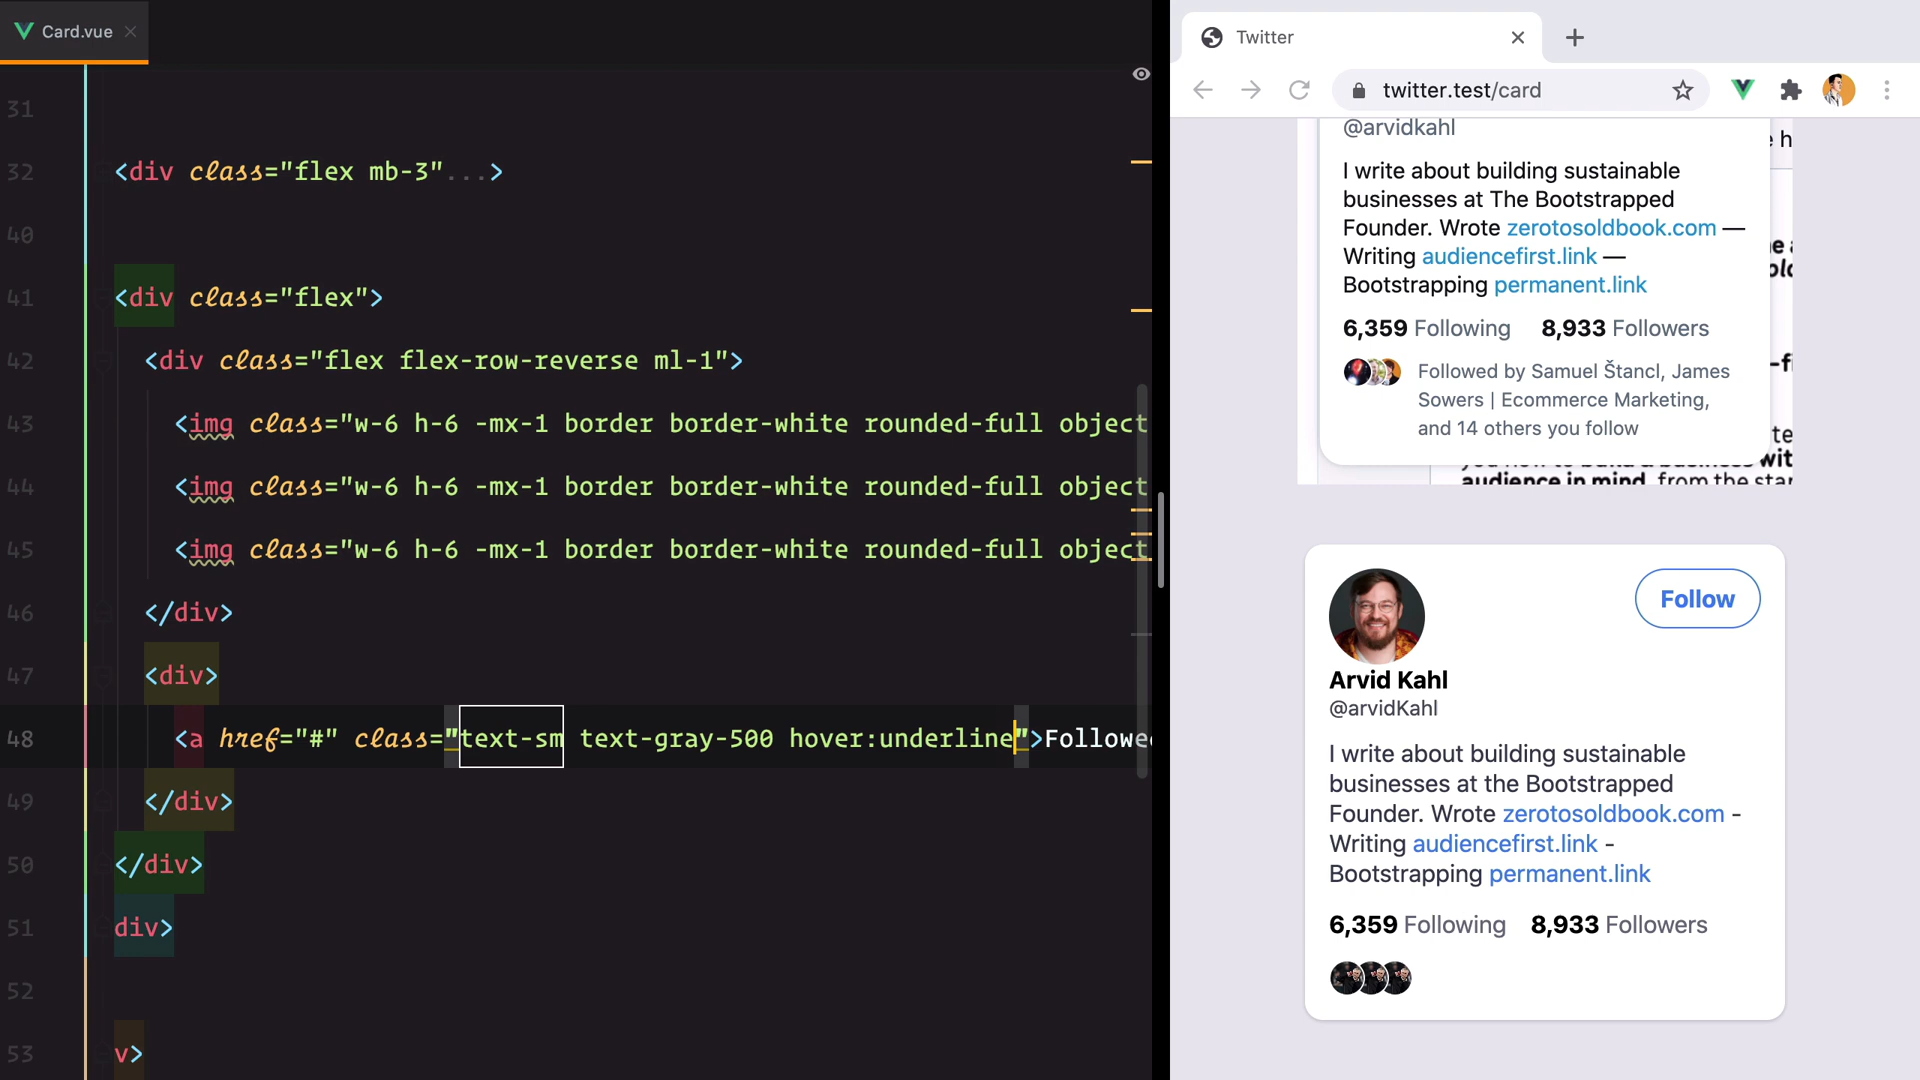 Card.vue
31
32 <div class="flex mb-3"...>
40
41 <div class="flex">
42 <div class="flex flex-row-reverse ml-1">
43 <img class="w-6 h-6 -mx-1 border border-white rounded-full object
44 <img class="w-6 h-6 -mx-1 border border-white rounded-full object
45 <img class="w-6 h-6 -mx-1 border border-white rounded-full object
46 </div>
47 <div>
48 <a href="#" class="text-sm text-gray-500 hover:underline">Followe
49 </div>
50 </div>
51 div>
52
53 v>
Twitter
twitter.test/card
@arvidkahl
I write about building sustainable
businesses at The Bootstrapped
Founder. Wrote zerotosoldbook.com —
Writing audiencefirst.link —
Bootstrapping permanent.link
6,359 Following 8,933 Followers
Followed by Samuel Štancl, James
Sowers | Ecommerce Marketing,
and 14 others you follow
audience in mind, from the star
Follow
Arvid Kahl
@arvidKahl
I write about building sustainable
businesses at the Bootstrapped
Founder. Wrote zerotosoldbook.com -
Writing audiencefirst.link -
Bootstrapping permanent.link
6,359 Following 8,933 Followers